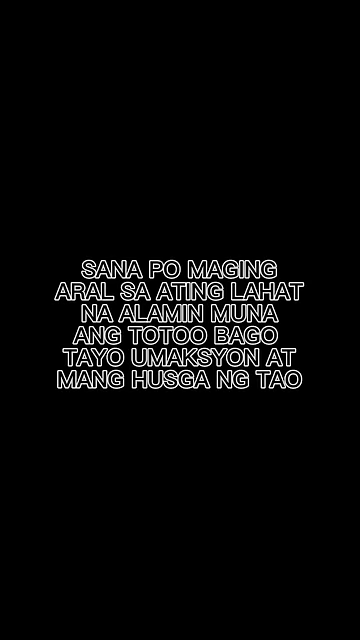 SANA PO MAGING
ARAL SA ATING LAHAT
NA ALAMIN MUNA
ANG TOTOO BAGO
TAYO UMAKSYON AT
MANG HUSGA NG TAO